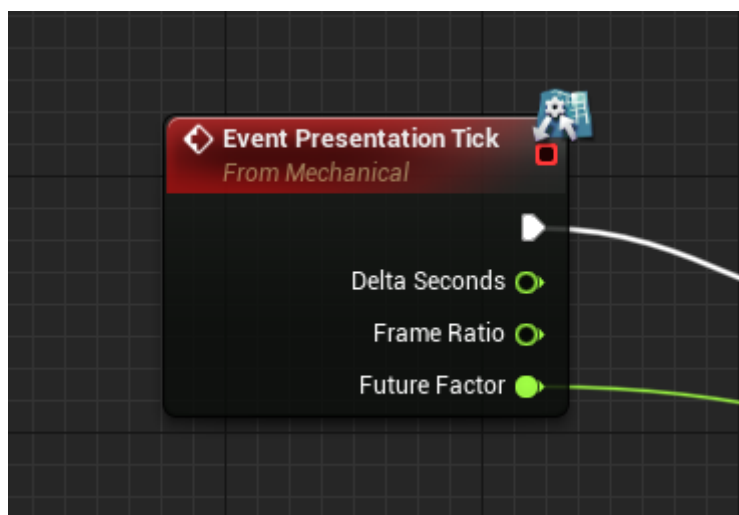 Event Presentation Tick
From Mechanical
Delta Seconds
Frame Ratio
Future Factor